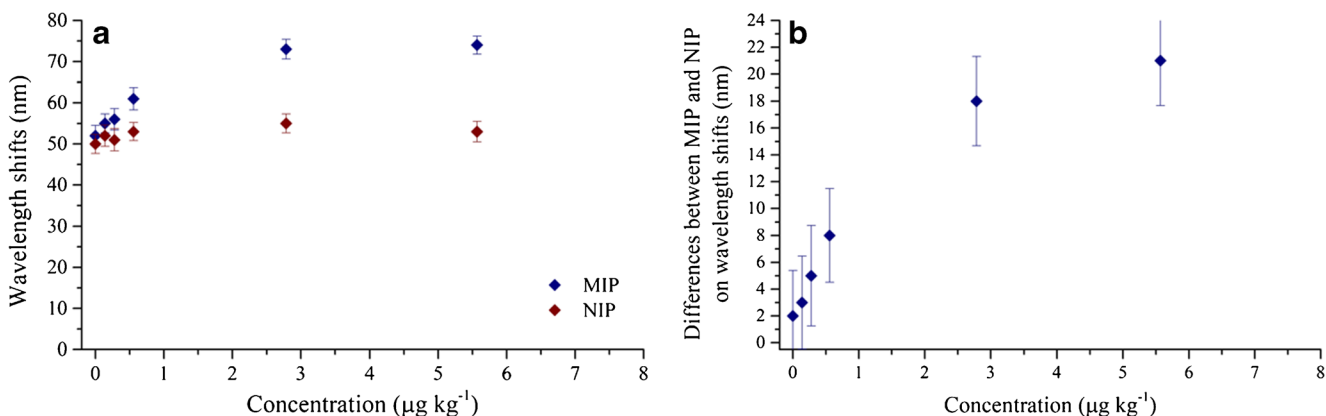 a
Wavelength shifts (nm)
80
70
60
50
40
30
20
10
0
0 1 2 3 4 5 6 7 8
Concentration (µg kg⁻¹)
MIP
NIP
b
Differences between MIP and NIP
on wavelength shifts (nm)
24
22
20
18
16
14
12
10
8
6
4
2
0
0 1 2 3 4 5 6 7 8
Concentration (µg kg⁻¹)